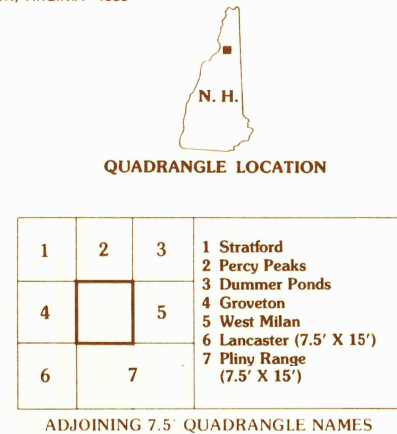 N. H.
QUADRANGLE LOCATION
1 2 3
4 5
6 7
1 Stratford
2 Percy Peaks
3 Dummer Ponds
4 Groveton
5 West Milan
6 Lancaster (7.5' X 15')
7 Pliny Range
(7.5' X 15')
ADJOINING 7.5' QUADRANGLE NAMES